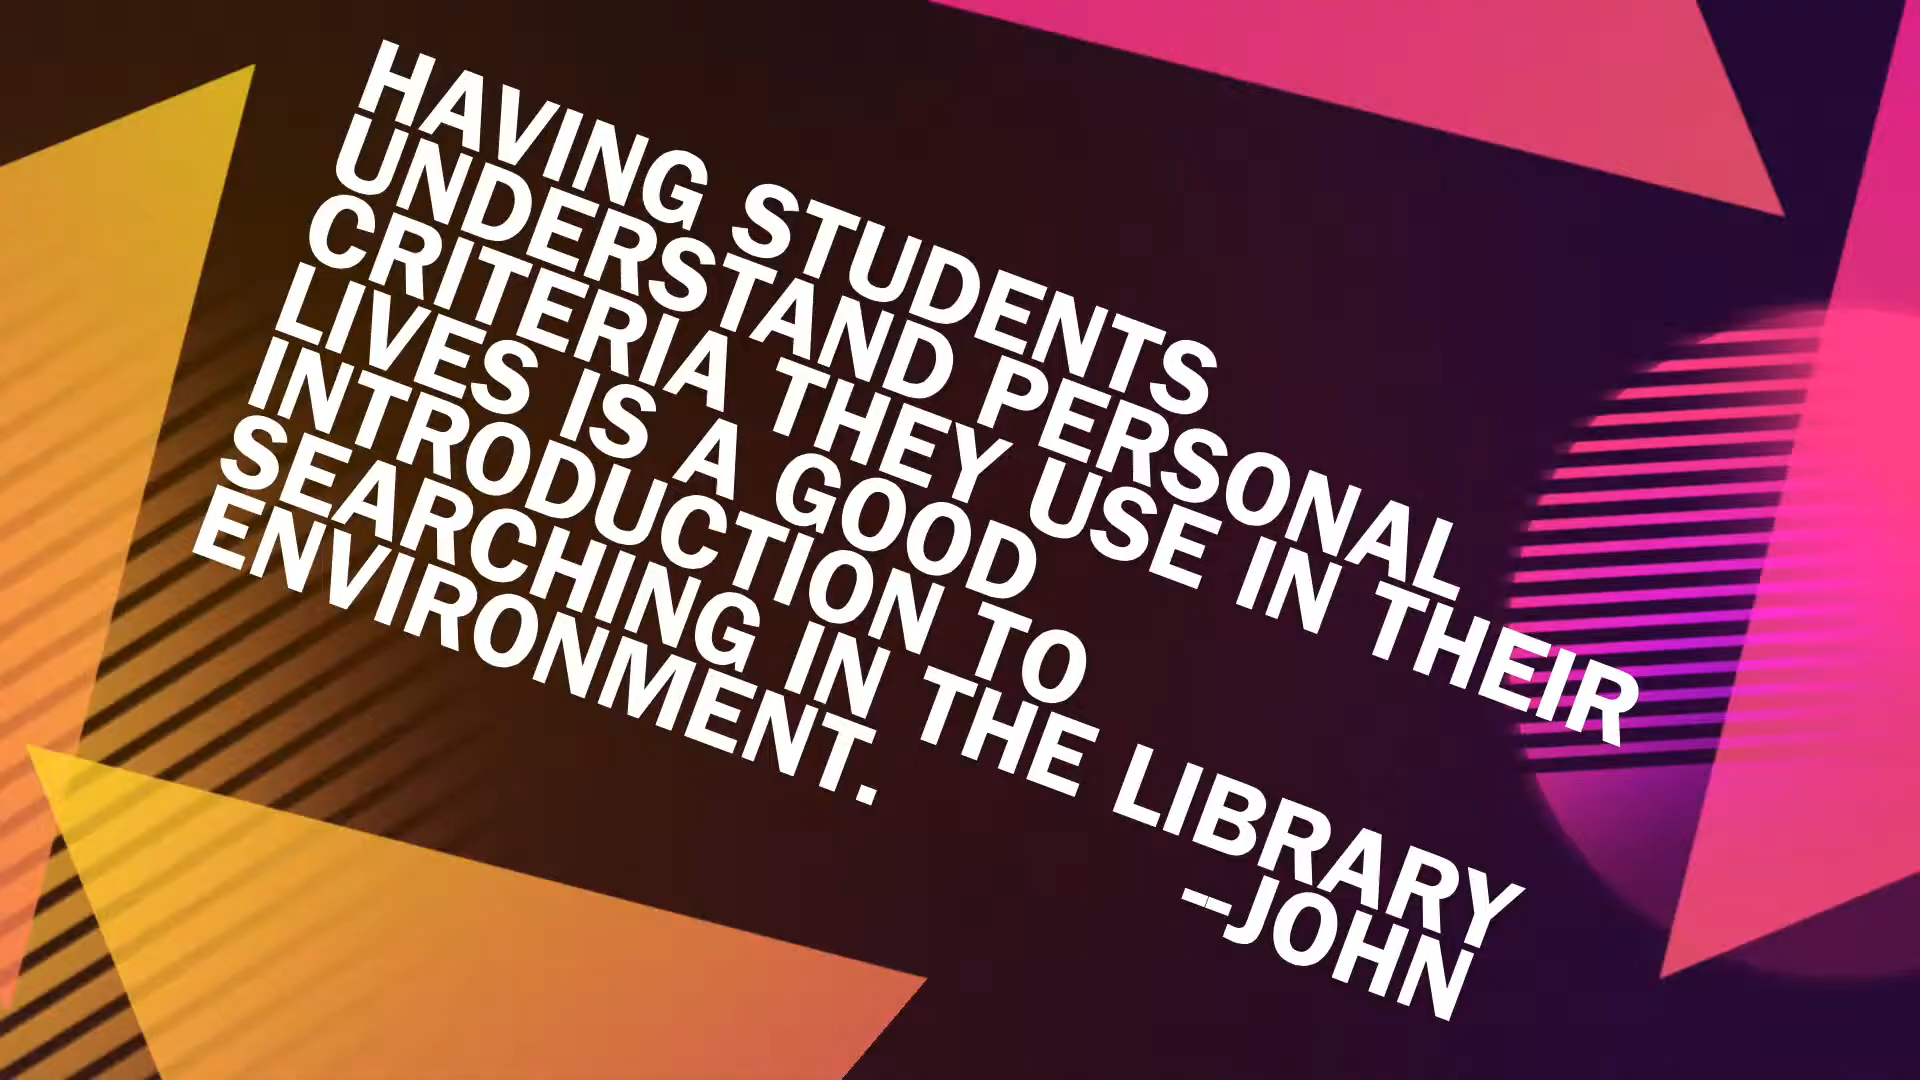 HAVING STUDENTS
UNDERSTAND PERSONAL
CRITERIA THEY USE IN THEIR
LIVES IS A GOOD
INTRODUCTION TO
SEARCHING IN THE LIBRARY
ENVIRONMENT.
--JOHN